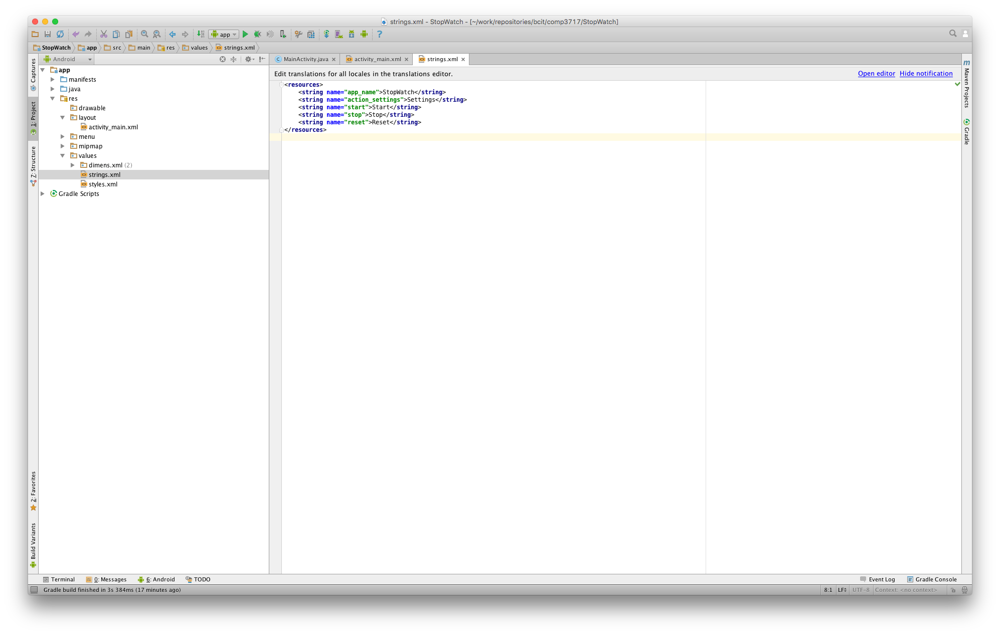 strings.xml - StopWatch - [~/work/repositories/bcit/comp3717/StopWatch]
app
StopWatch app src main res values strings.xml
Android
MainActivity.java activity_main.xml strings.xml
Edit translations for all locales in the translations editor. Open editor Hide notification
app
manifests
java
res
drawable
layout
activity_main.xml
menu
mipmap
values
dimens.xml (2)
strings.xml
styles.xml
Gradle Scripts
<resources>
    <string name="app_name">StopWatch</string>
    <string name="action_settings">Settings</string>
    <string name="start">Start</string>
    <string name="stop">Stop</string>
    <string name="reset">Reset</string>
</resources>
Captures
1: Project
Z: Structure
2: Favorites
Build Variants
m Maven Projects
Gradle
Terminal 0: Messages 6: Android TODO Event Log Gradle Console
Gradle build finished in 3s 384ms (17 minutes ago) 8:1 LF UTF-8 Context: <no context>